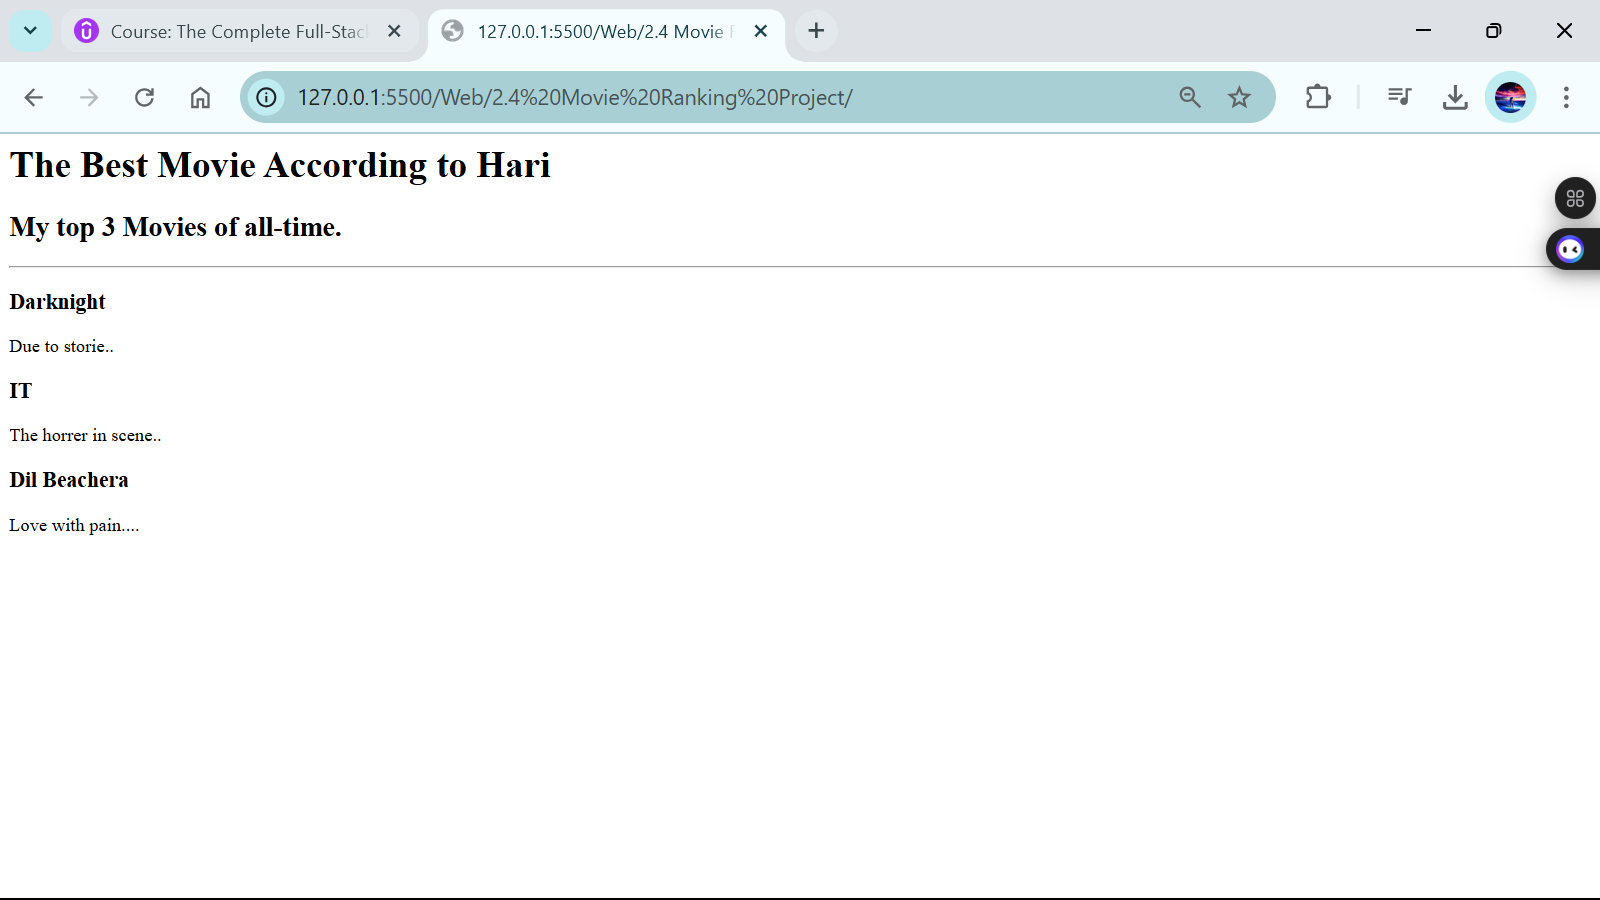 Course: The Complete Full-Stac
127.0.0.1:5500/Web/2.4 Movie
127.0.0.1:5500/Web/2.4%20Movie%20Ranking%20Project/
The Best Movie According to Hari
My top 3 Movies of all-time.
Darknight
Due to storie..
IT
The horrer in scene..
Dil Beachera
Love with pain....